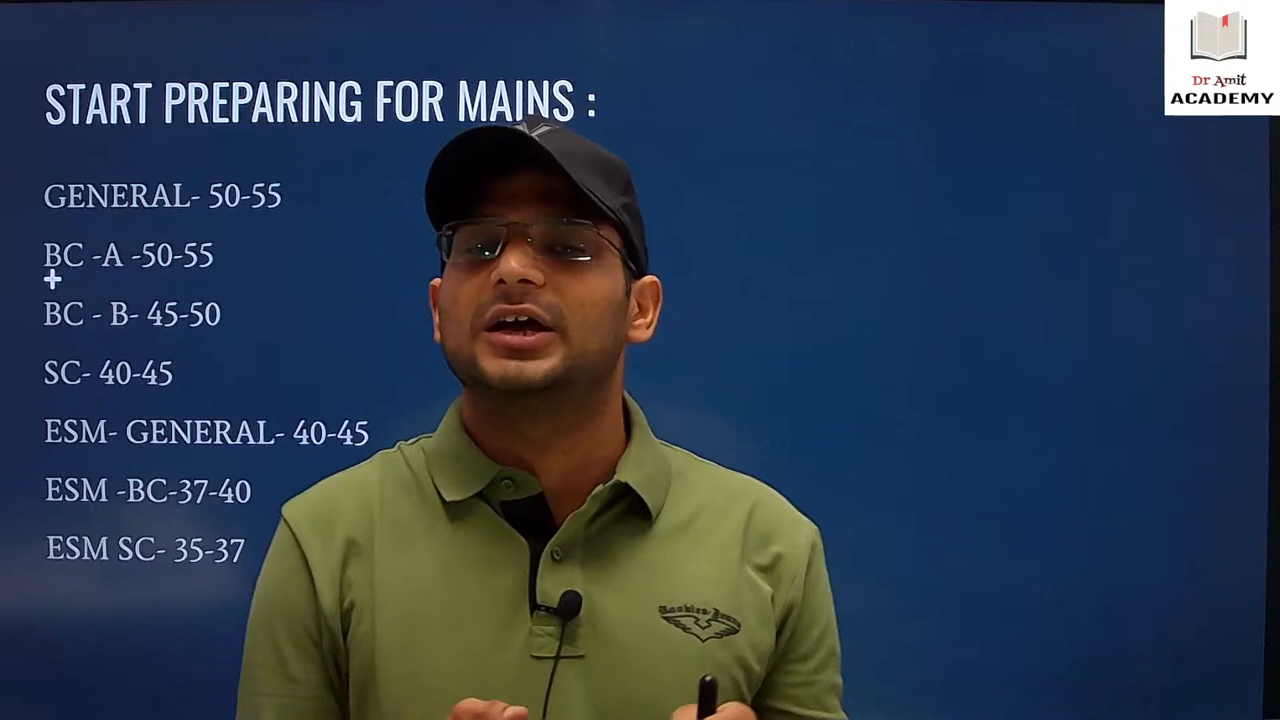 START PREPARING FOR MAINS :
GENERAL- 50-55
BC -A -50-55
+
BC - B- 45-50
SC- 40-45
ESM- GENERAL- 40-45
ESM -BC-37-40
ESM SC- 35-37
Dr Amit
ACADEMY